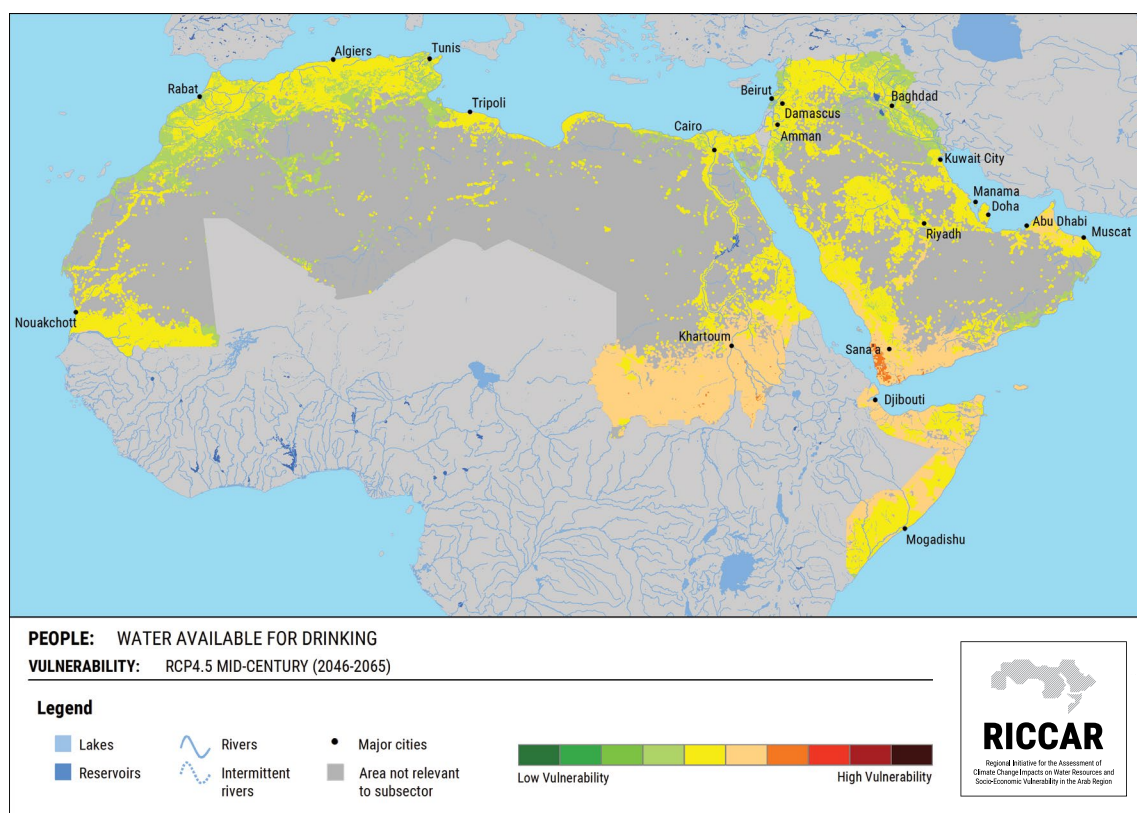 Algiers
Tunis
Rabat
Tripoli
Beirut
Baghdad
Damascus
Cairo
Amman
Kuwait City
Manama
Doha
Abu Dhabi
Riyadh
Muscat
Nouakchott
Khartoum
Sana'a
Djibouti
Mogadishu
PEOPLE: WATER AVAILABLE FOR DRINKING
VULNERABILITY: RCP4.5 MID-CENTURY (2046-2065)
Legend
Lakes
Reservoirs
Rivers
Intermittent
rivers
Major cities
Area not relevant
to subsector
Low Vulnerability
High Vulnerability
RICCAR
Regional Initiative for the Assessment of
Climate Change Impacts on Water Resources and
Socio-Economic Vulnerability in the Arab Region